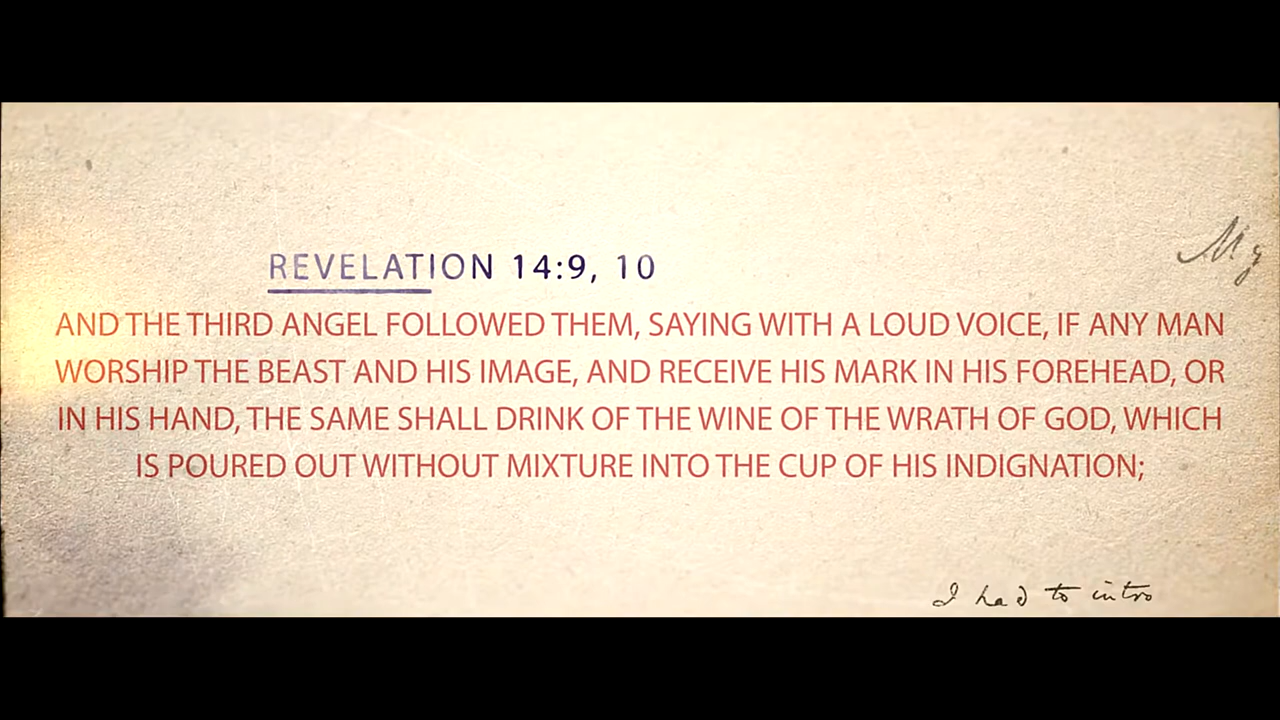 My
REVELATION 14:9, 10
AND THE THIRD ANGEL FOLLOWED THEM, SAYING WITH A LOUD VOICE, IF ANY MAN
WORSHIP THE BEAST AND HIS IMAGE, AND RECEIVE HIS MARK IN HIS FOREHEAD, OR
IN HIS HAND, THE SAME SHALL DRINK OF THE WINE OF THE WRATH OF GOD, WHICH
IS POURED OUT WITHOUT MIXTURE INTO THE CUP OF HIS INDIGNATION;
I had to intro